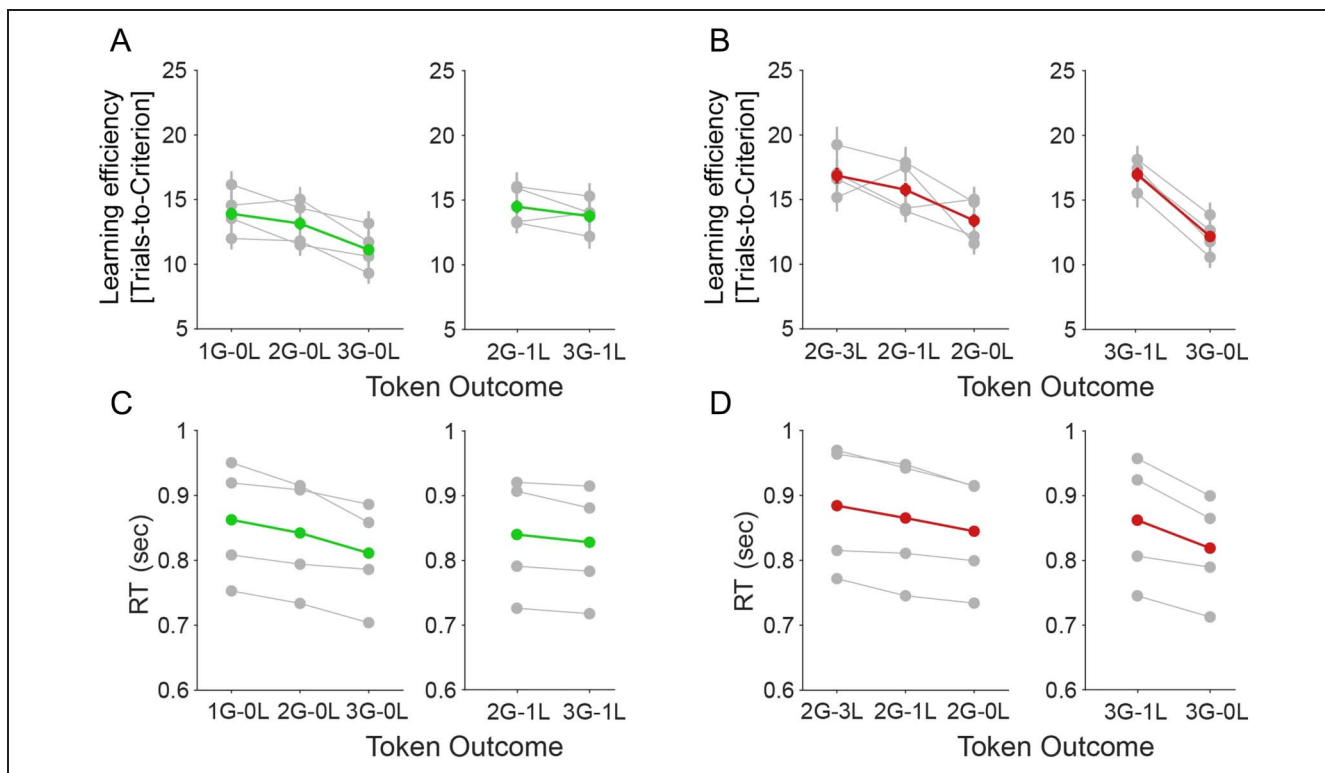 A
B
Learning efficiency
[Trials-to-Criterion]
25
20
15
10
5
1G-0L 2G-0L 3G-0L
25
20
15
10
5
2G-1L 3G-1L
Token Outcome
Learning efficiency
[Trials-to-Criterion]
25
20
15
10
5
2G-3L 2G-1L 2G-0L
25
20
15
10
5
3G-1L 3G-0L
Token Outcome
C
D
RT (sec)
1
0.9
0.8
0.7
0.6
1G-0L 2G-0L 3G-0L
1
0.9
0.8
0.7
0.6
2G-1L 3G-1L
Token Outcome
RT (sec)
1
0.9
0.8
0.7
0.6
2G-3L 2G-1L 2G-0L
1
0.9
0.8
0.7
0.6
3G-1L 3G-0L
Token Outcome